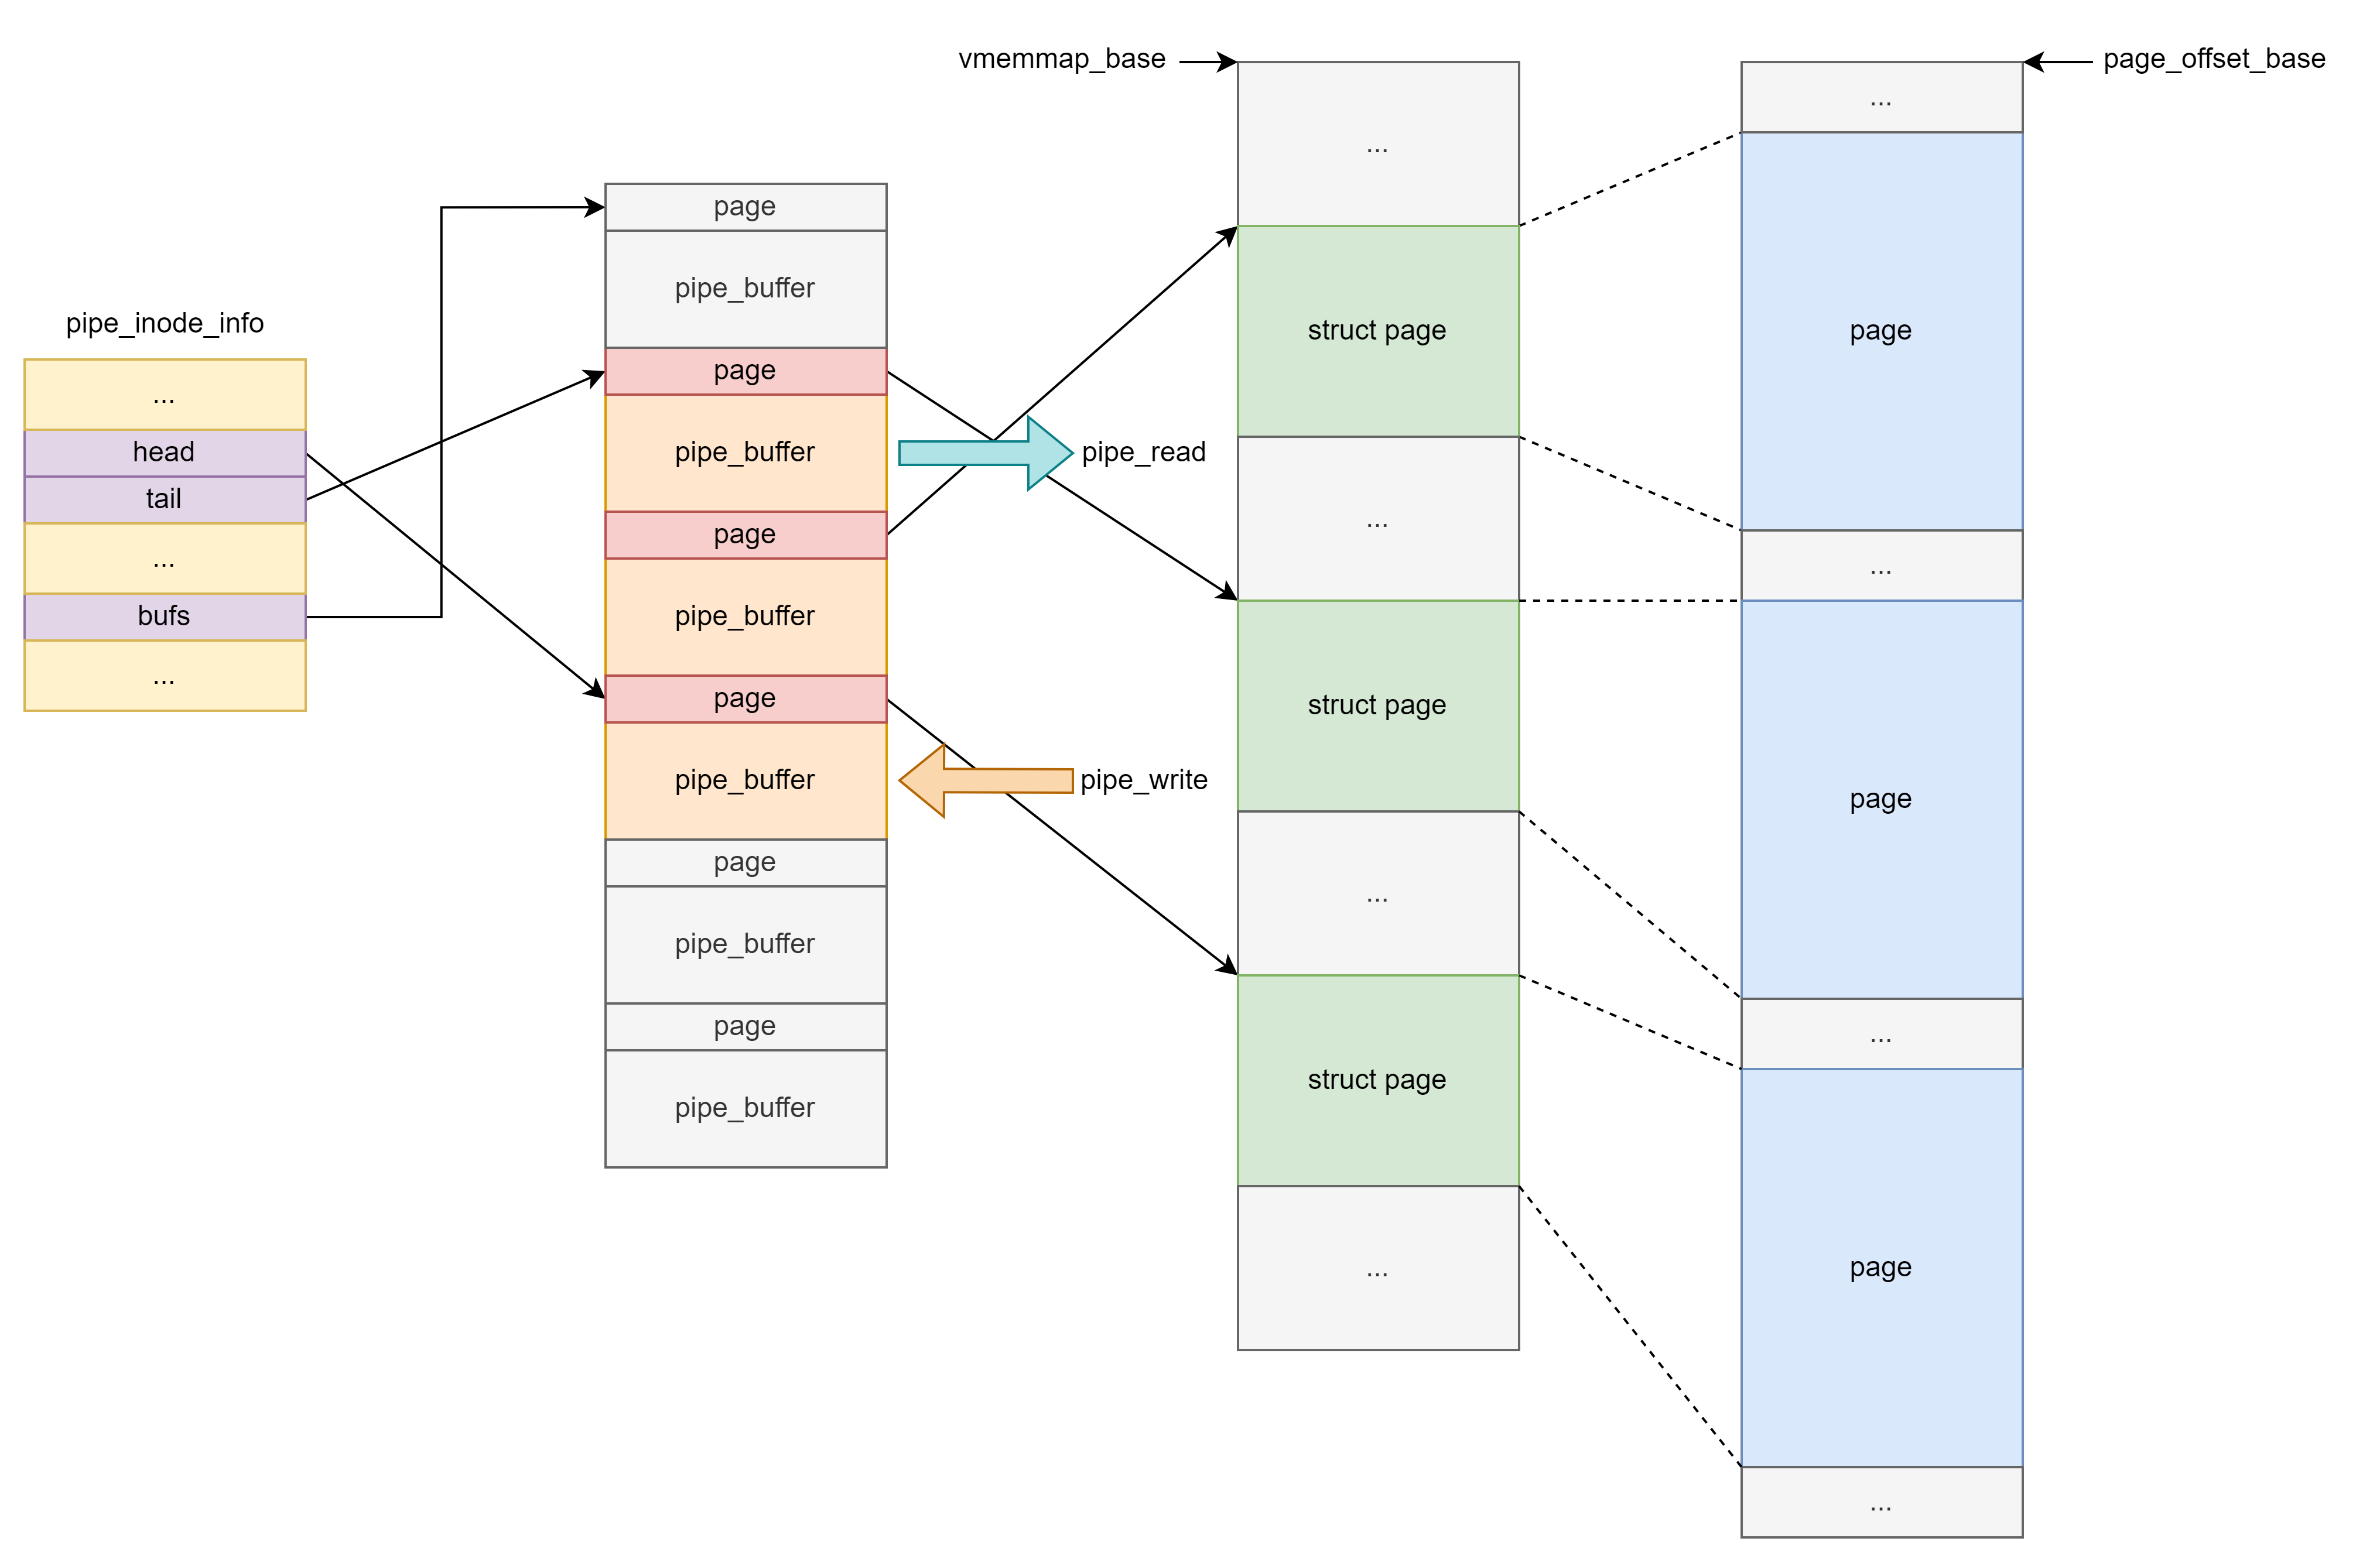 pipe_inode_info
...
head
tail
...
bufs
...
page
pipe_buffer
page
pipe_buffer
page
pipe_buffer
page
pipe_buffer
page
pipe_buffer
page
pipe_buffer
pipe_read
pipe_write
vmemmap_base
...
struct page
...
struct page
...
struct page
...
page_offset_base
...
page
...
page
...
page
...